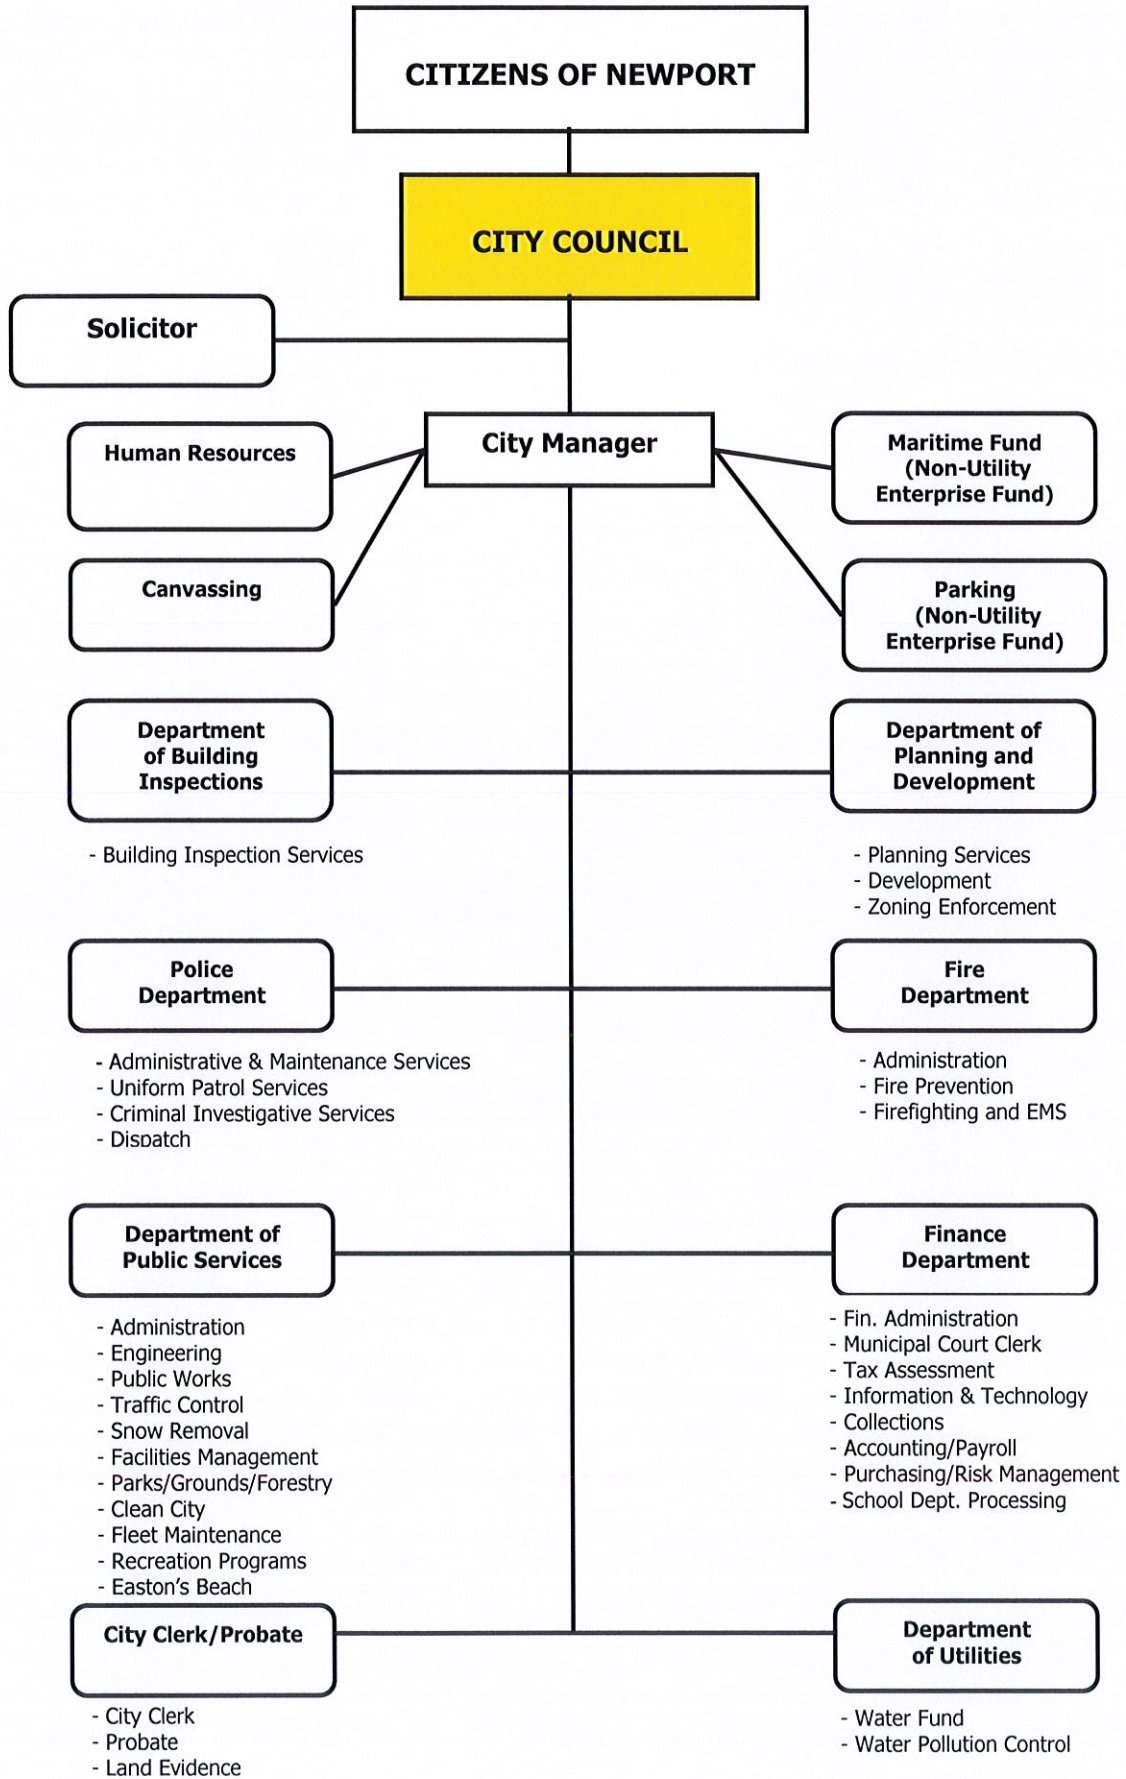 CITIZENS OF NEWPORT
CITY COUNCIL
Solicitor
City Manager
Human Resources
Maritime Fund
(Non-Utility
Enterprise Fund)
Canvassing
Parking
(Non-Utility
Enterprise Fund)
Department
of Building
Inspections
- Building Inspection Services
Department of
Planning and
Development
- Planning Services
- Development
- Zoning Enforcement
Police
Department
- Administrative & Maintenance Services
- Uniform Patrol Services
- Criminal Investigative Services
- Dispatch
Fire
Department
- Administration
- Fire Prevention
- Firefighting and EMS
Department of
Public Services
- Administration
- Engineering
- Public Works
- Traffic Control
- Snow Removal
- Facilities Management
- Parks/Grounds/Forestry
- Clean City
- Fleet Maintenance
- Recreation Programs
- Easton's Beach
Finance
Department
- Fin. Administration
- Municipal Court Clerk
- Tax Assessment
- Information & Technology
- Collections
- Accounting/Payroll
- Purchasing/Risk Management
- School Dept. Processing
City Clerk/Probate
- City Clerk
- Probate
- Land Evidence
Department
of Utilities
- Water Fund
- Water Pollution Control